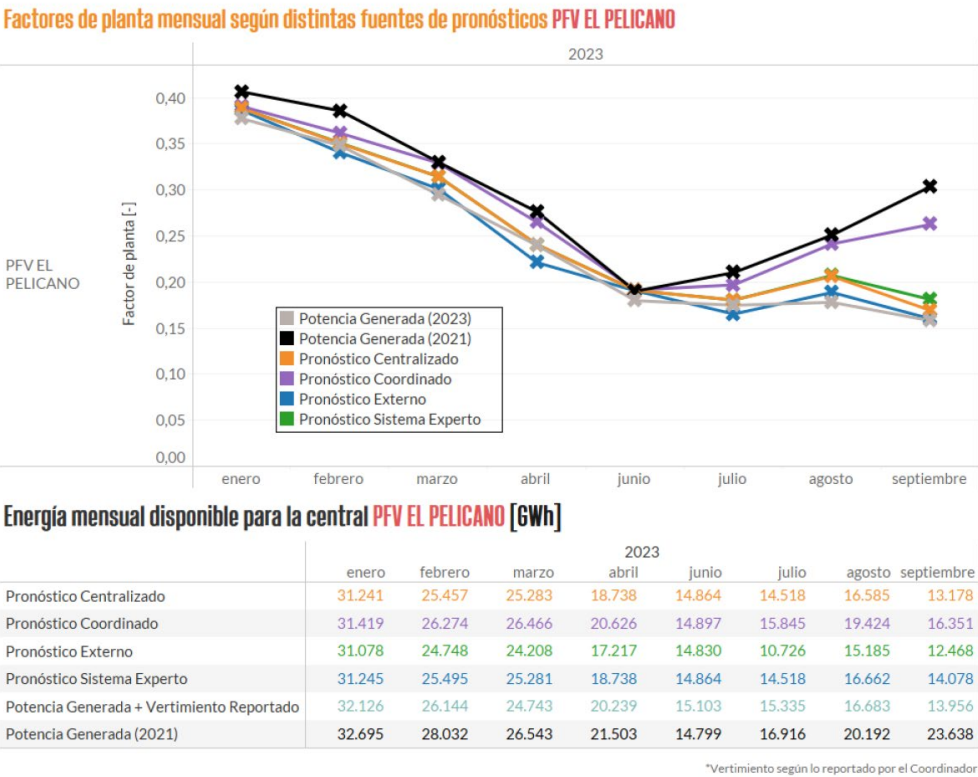 Factores de planta mensual según distintas fuentes de pronósticos PFV EL PELICANO
2023
0,40
0,35
0,30
0,25
0,20
0,15
0,10
0,05
0,00
Factor de planta [-]
PFV EL
PELICANO
Potencia Generada (2023)
Potencia Generada (2021)
Pronóstico Centralizado
Pronóstico Coordinado
Pronóstico Externo
Pronóstico Sistema Experto
enero febrero marzo abril junio julio agosto septiembre
Energía mensual disponible para la central PFV EL PELICANO [GWh]
2023
enero febrero marzo abril junio julio agosto septiembre
Pronóstico Centralizado 31.241 25.457 25.283 18.738 14.864 14.518 16.585 13.178
Pronóstico Coordinado 31.419 26.274 26.466 20.626 14.897 15.845 19.424 16.351
Pronóstico Externo 31.078 24.748 24.208 17.217 14.830 10.726 15.185 12.468
Pronóstico Sistema Experto 31.245 25.495 25.281 18.738 14.864 14.518 16.662 14.078
Potencia Generada + Vertimiento Reportado 32.126 26.144 24.743 20.239 15.103 15.335 16.683 13.956
Potencia Generada (2021) 32.695 28.032 26.543 21.503 14.799 16.916 20.192 23.638
*Vertimiento según lo reportado por el Coordinador